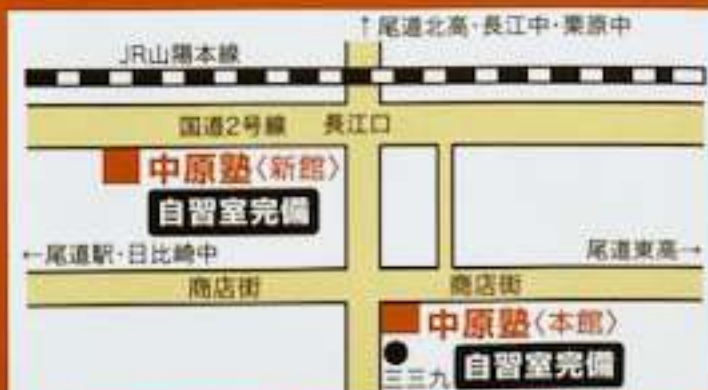 ↑尾道北高・長江中・栗原中
JR山陽本線
国道2号線 長江口
中原塾〈新館〉
自習室完備
←尾道駅・日比崎中
尾道東高→
商店街
商店街
中原塾〈本館〉
三三九
自習室完備